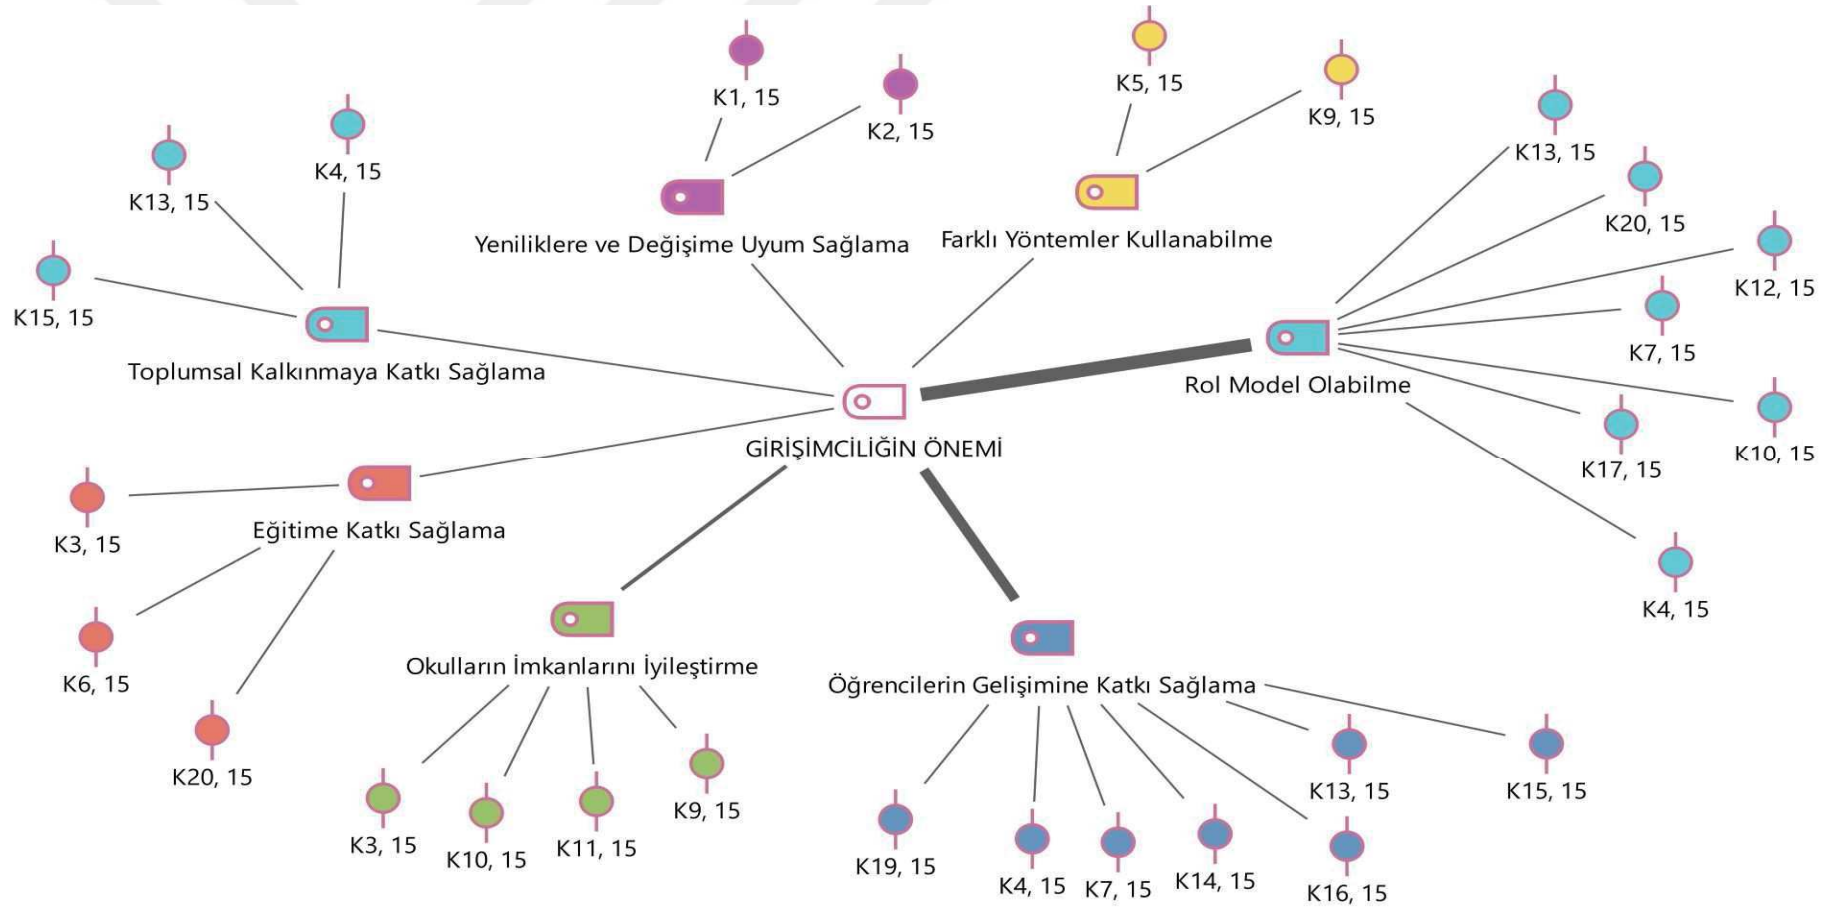 K1, 15
K2, 15
K5, 15
K9, 15
K13, 15
K4, 15
K13, 15
K15, 15
K20, 15
K12, 15
K7, 15
K10, 15
K17, 15
K4, 15
Yeniliklere ve Değişime Uyum Sağlama
Farklı Yöntemler Kullanabilme
Toplumsal Kalkınmaya Katkı Sağlama
Rol Model Olabilme
GİRİŞİMCİLİĞİN ÖNEMİ
Eğitime Katkı Sağlama
K3, 15
K6, 15
K20, 15
Okulların İmkanlarını İyileştirme
K3, 15
K10, 15
K11, 15
K9, 15
Öğrencilerin Gelişimine Katkı Sağlama
K19, 15
K4, 15
K7, 15
K14, 15
K16, 15
K13, 15
K15, 15